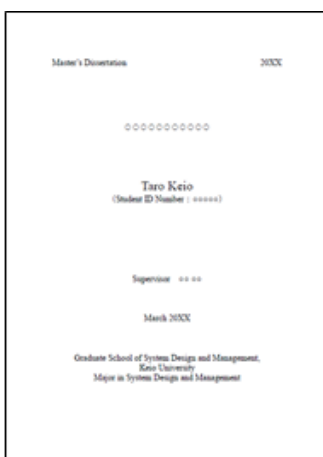 Master's Dissertation 20XX
○○○○○○○○○○○
Taro Keio
(Student ID Number : ○○○○○)
Supervisor ○○ ○○
March 20XX
Graduate School of System Design and Management,
Keio University
Major in System Design and Management